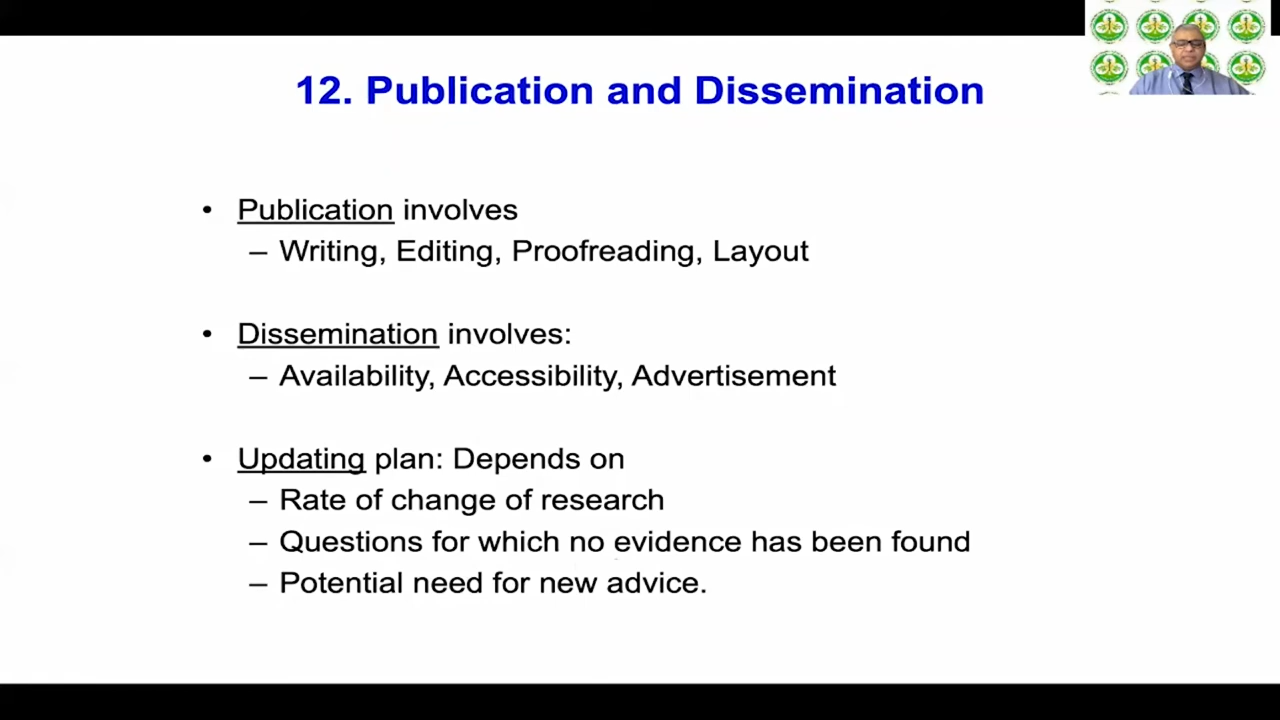 12. Publication and Dissemination
• Publication involves
– Writing, Editing, Proofreading, Layout
• Dissemination involves:
– Availability, Accessibility, Advertisement
• Updating plan: Depends on
– Rate of change of research
– Questions for which no evidence has been found
– Potential need for new advice.